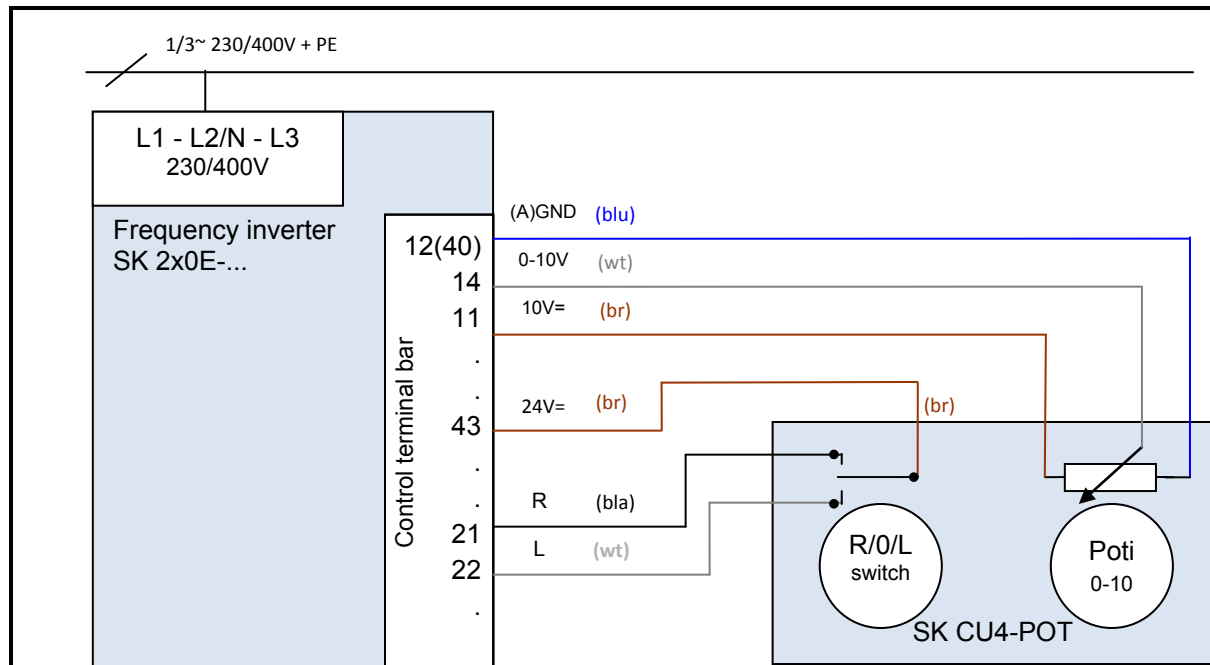 1/3~ 230/400V + PE
L1 - L2/N - L3
230/400V
Frequency inverter
SK 2x0E-...
Control terminal bar
12(40)
(A)GND (blu)
14
0-10V (wt)
11
10V= (br)
.
.
43
24V= (br)
(br)
.
.
21
R (bla)
22
L (wt)
.
R/0/L
switch
Poti
0-10
SK CU4-POT